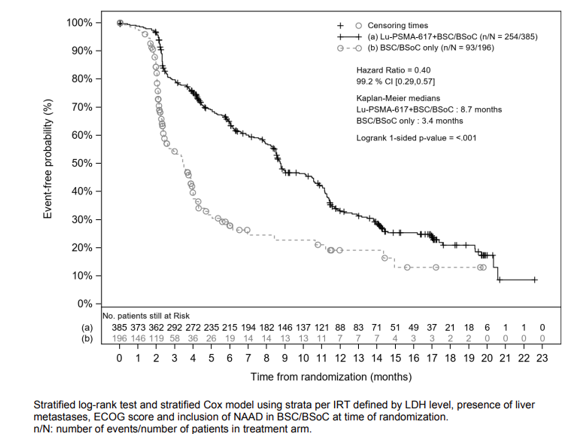 100%
90%
80%
70%
60%
50%
40%
30%
20%
10%
0%
Event-free probability (%)
Censoring times
(a) Lu-PSMA-617+BSC/BSoC (n/N = 254/385)
(b) BSC/BSoC only (n/N = 93/196)
Hazard Ratio = 0.40
99.2 % CI [0.29,0.57]
Kaplan-Meier medians
Lu-PSMA-617+BSC/BSoC : 8.7 months
BSC/BSoC only : 3.4 months
Logrank 1-sided p-value = <.001
No. patients still at Risk
(a) 385 373 362 292 272 235 215 194 182 146 137 121 88 83 71 51 49 37 21 18 6 1 1 0
(b) 196 146 119 58 36 26 19 14 14 13 13 11 7 7 7 4 3 3 2 2 0 0 0 0
0 1 2 3 4 5 6 7 8 9 10 11 12 13 14 15 16 17 18 19 20 21 22 23
Time from randomization (months)
Stratified log-rank test and stratified Cox model using strata per IRT defined by LDH level, presence of liver
metastases, ECOG score and inclusion of NAAD in BSC/BSoC at time of randomization.
n/N: number of events/number of patients in treatment arm.